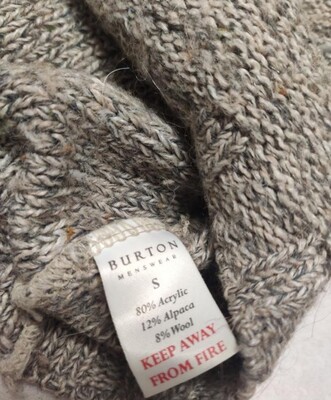 BURTON
MENSWEAR
S
80% Acrylic
12% Alpaca
8% Wool
KEEP AWAY
FROM FIRE